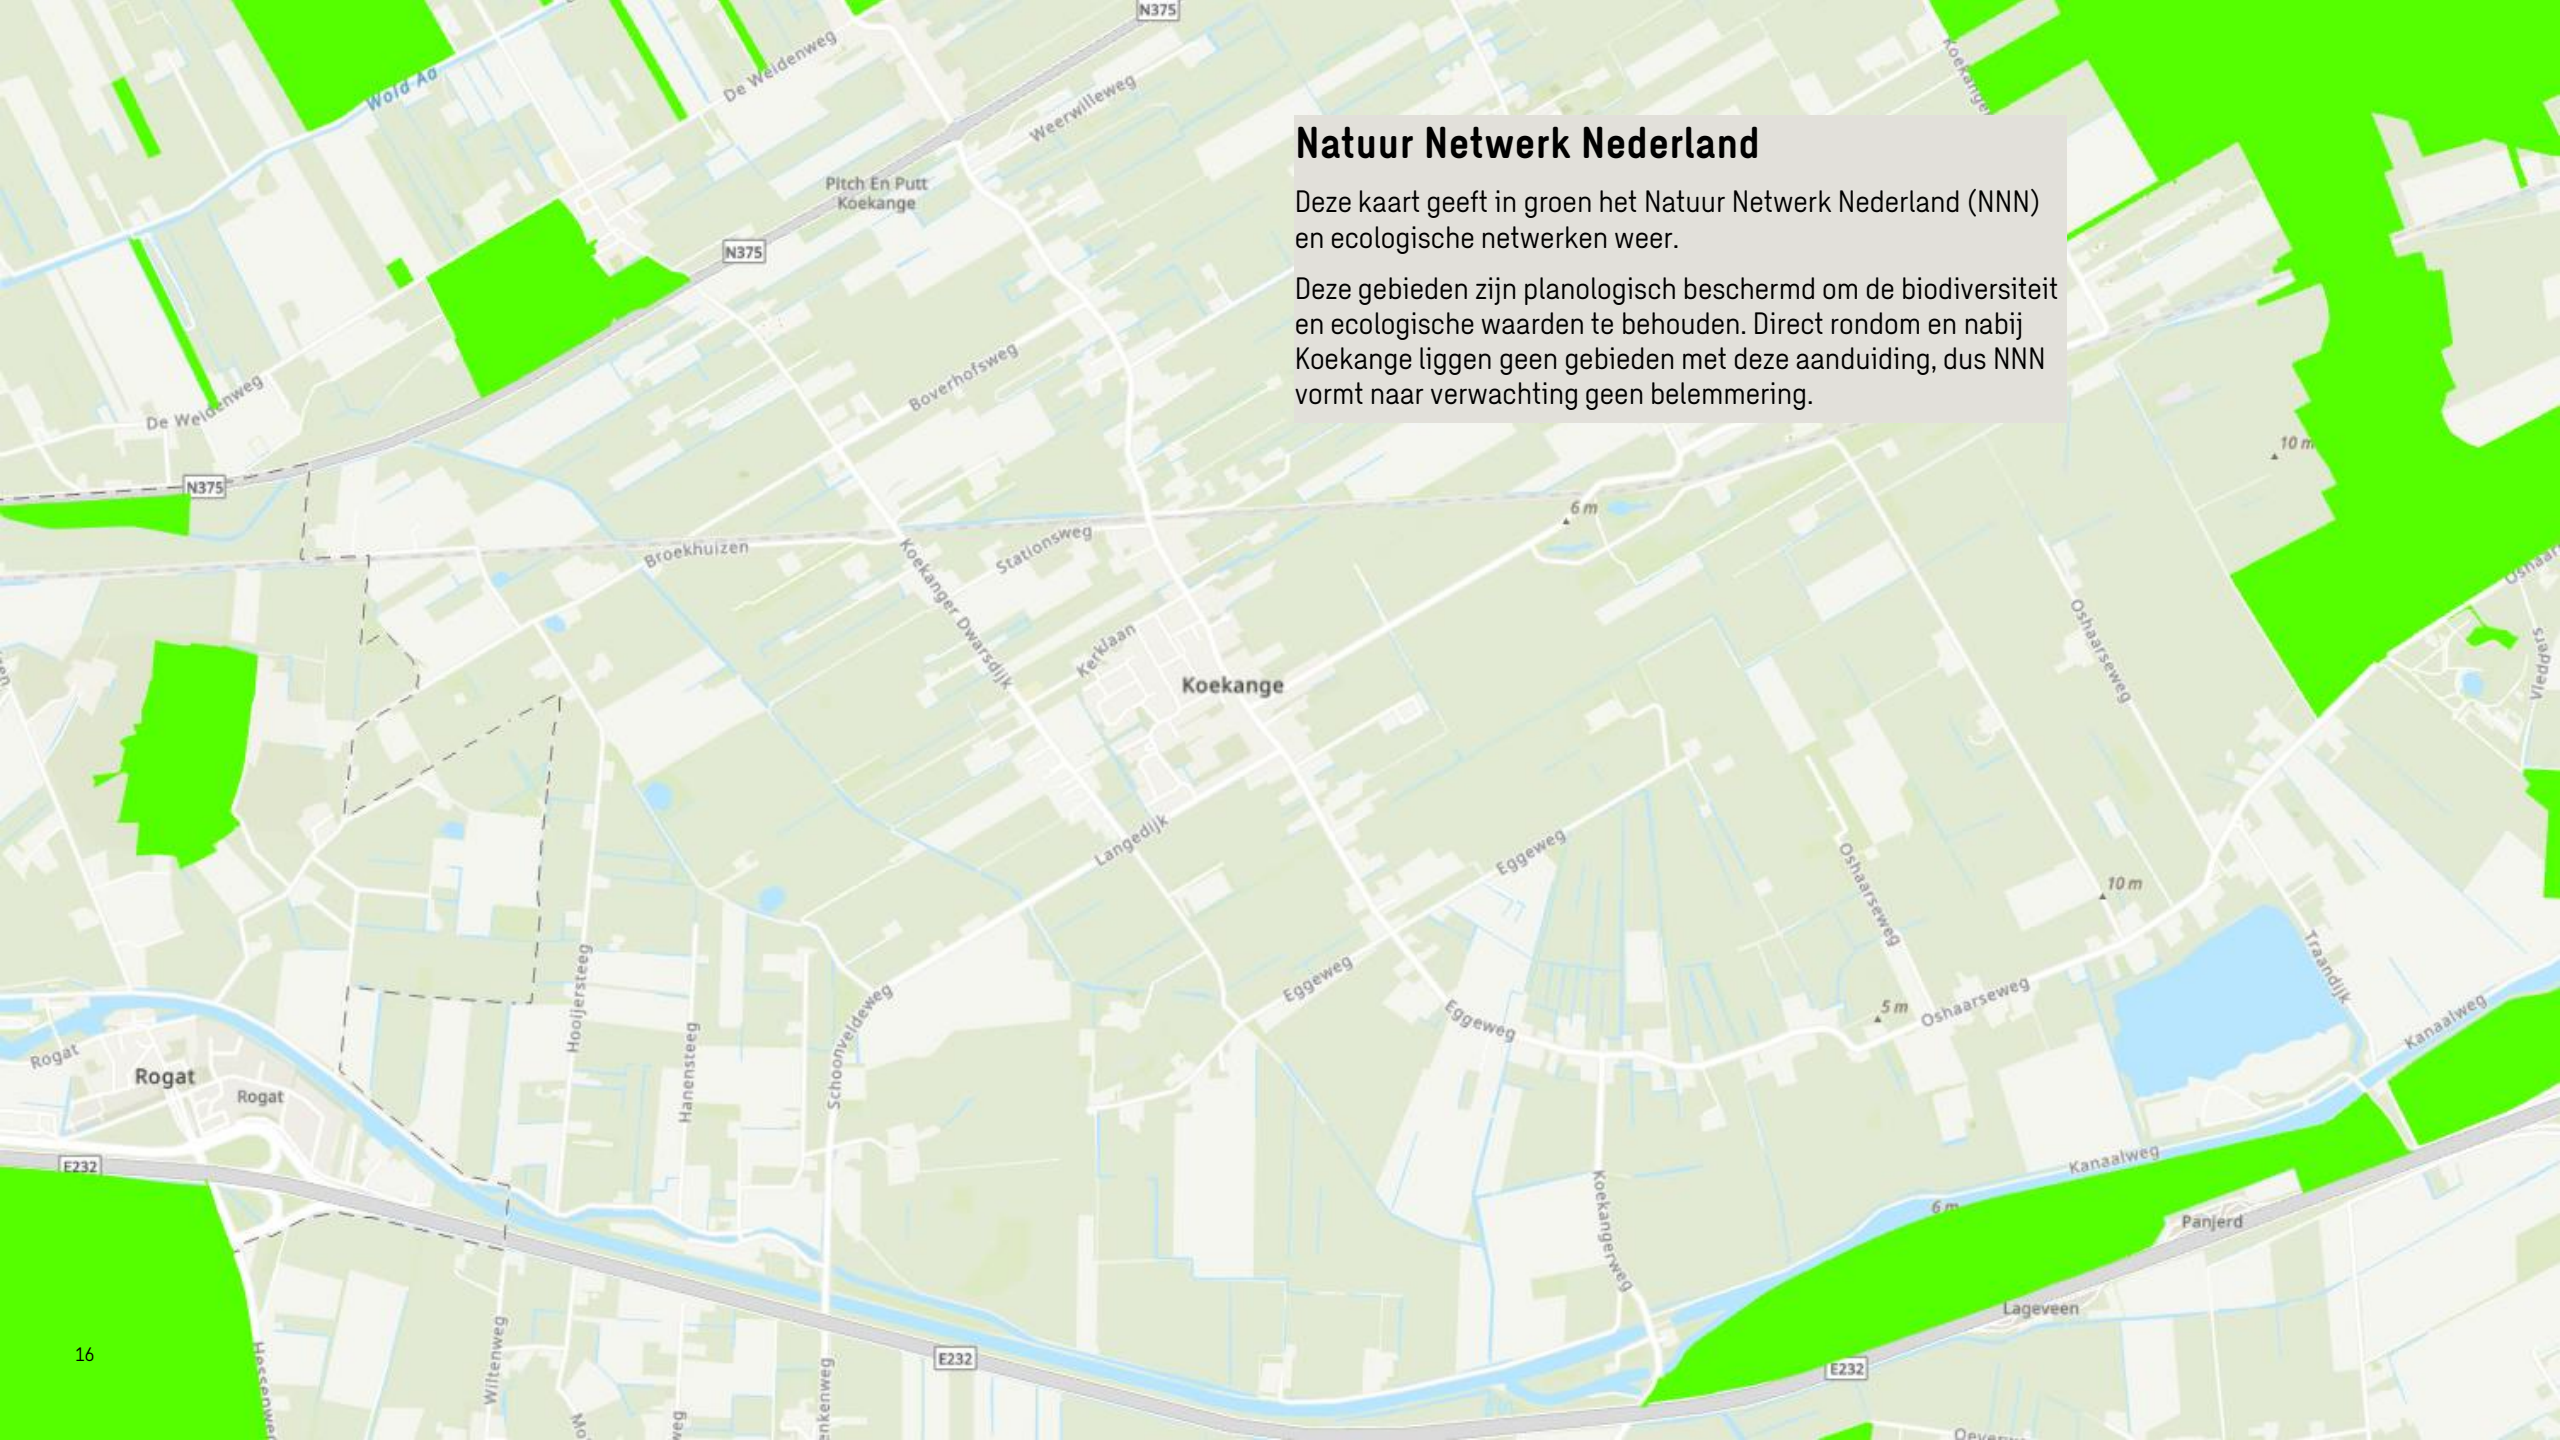 N375
De Weidenweg
Wold Aa
Weerwilleweg
Natuur Netwerk Nederland
Deze kaart geeft in groen het Natuur Netwerk Nederland (NNN)
en ecologische netwerken weer.
Deze gebieden zijn planologisch beschermd om de biodiversiteit
en ecologische waarden te behouden. Direct rondom en nabij
Koekange liggen geen gebieden met deze aanduiding, dus NNN
vormt naar verwachting geen belemmering.
Pitch En Putt
Koekange
N375
Boverhofsweg
De Weidenweg
10 m
N375
6 m
Stationsweg
Broekhuizen
Koekanger Dwarsdijk
Kerklaan
Oshaarseweg
Vledders
Koekange
Langedijk
Eggeweg
Oshaarseweg
10 m
Hooijersteeg
Eggeweg
Traandijk
Schoonveldeweg
Eggeweg
5 m
Oshaarseweg
Kanaalweg
Rogat
Hanensteeg
Rogat
Rogat
E232
Kanaalweg
Koekangerweg
6 m
Panjerd
Lageveen
Wiltenweg
16
E232
E232